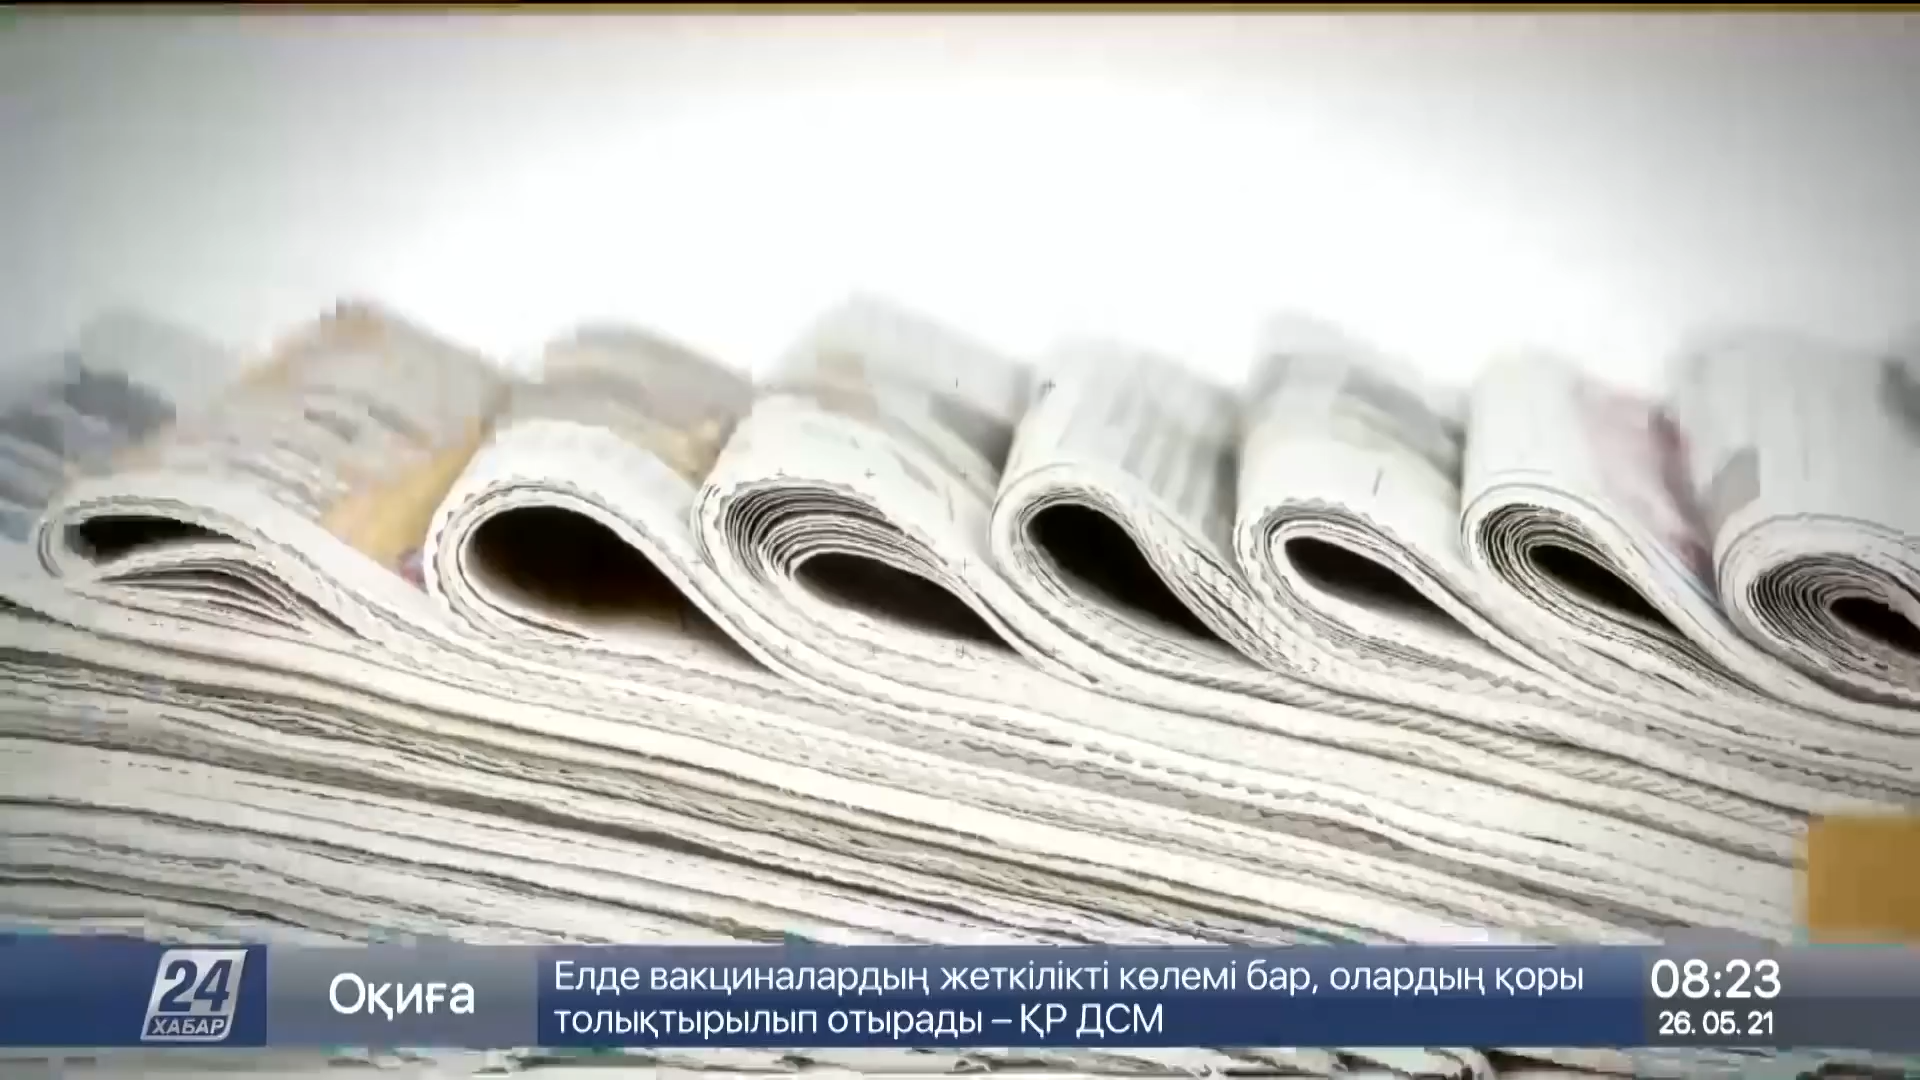 24
ХАБАР
Оқиға
Елде вакциналардың жеткілікті көлемі бар, олардың қоры
толықтырылып отырады – ҚР ДСМ
08:23
26. 05. 21